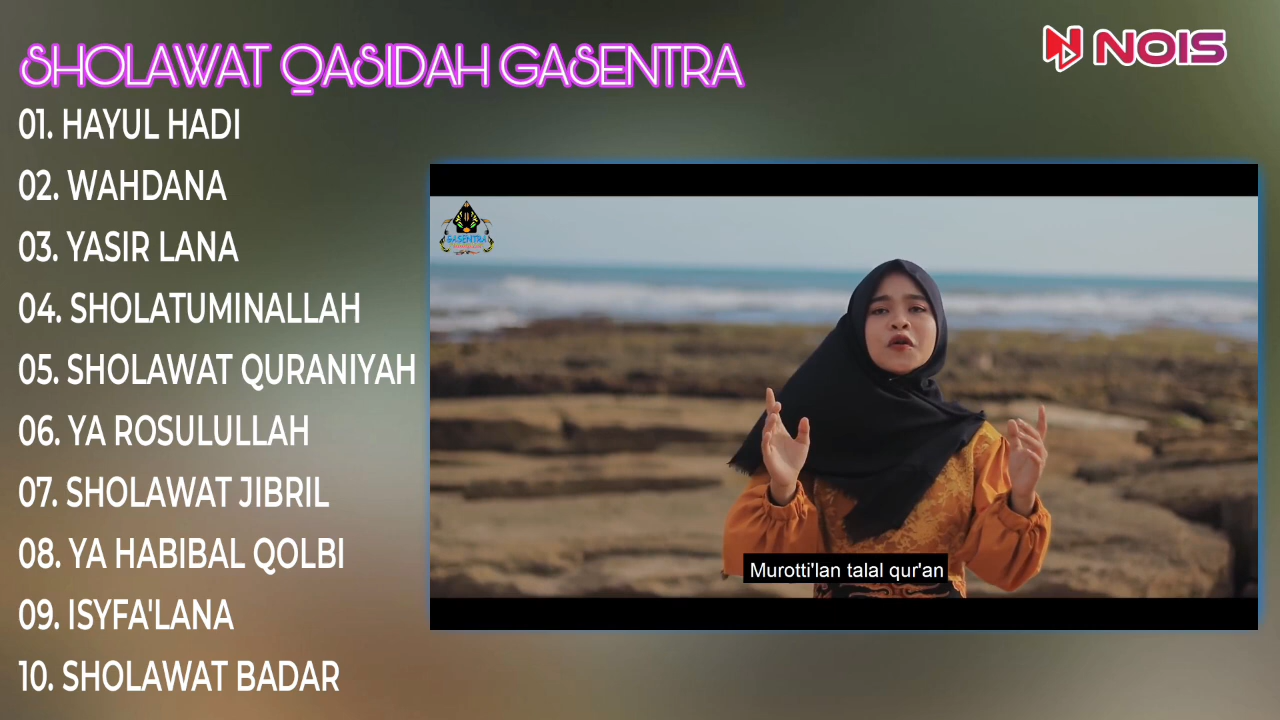 SHOLAWAT QASIDAH GASENTRA
NOIS
01. HAYUL HADI
02. WAHDANA
03. YASIR LANA
04. SHOLATUMINALLAH
05. SHOLAWAT QURANIYAH
06. YA ROSULULLAH
07. SHOLAWAT JIBRIL
08. YA HABIBAL QOLBI
09. ISYFA'LANA
10. SHOLAWAT BADAR
GASENTRA
Murotti'lan talal qur'an